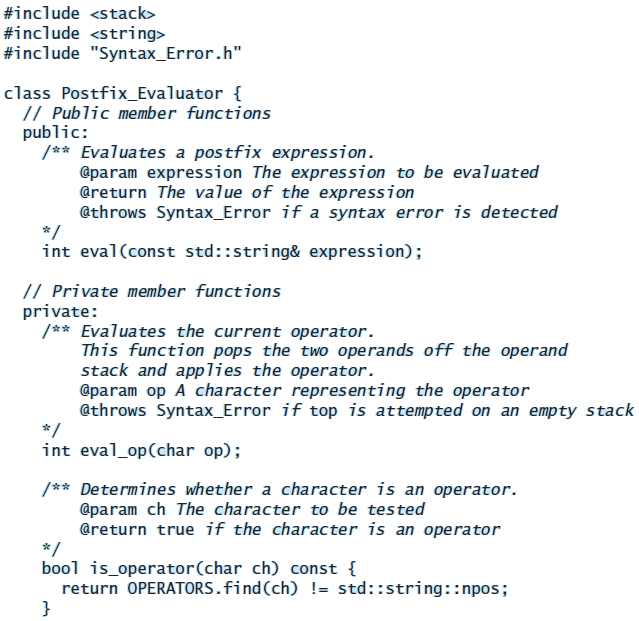 #include <stack>
#include <string>
#include "Syntax_Error.h"

class Postfix_Evaluator {
  // Public member functions
  public:
    /** Evaluates a postfix expression.
        @param expression The expression to be evaluated
        @return The value of the expression
        @throws Syntax_Error if a syntax error is detected
    */
    int eval(const std::string& expression);

  // Private member functions
  private:
    /** Evaluates the current operator.
        This function pops the two operands off the operand
        stack and applies the operator.
        @param op A character representing the operator
        @throws Syntax_Error if top is attempted on an empty stack
    */
    int eval_op(char op);

    /** Determines whether a character is an operator.
        @param ch The character to be tested
        @return true if the character is an operator
    */
    bool is_operator(char ch) const {
      return OPERATORS.find(ch) != std::string::npos;
    }